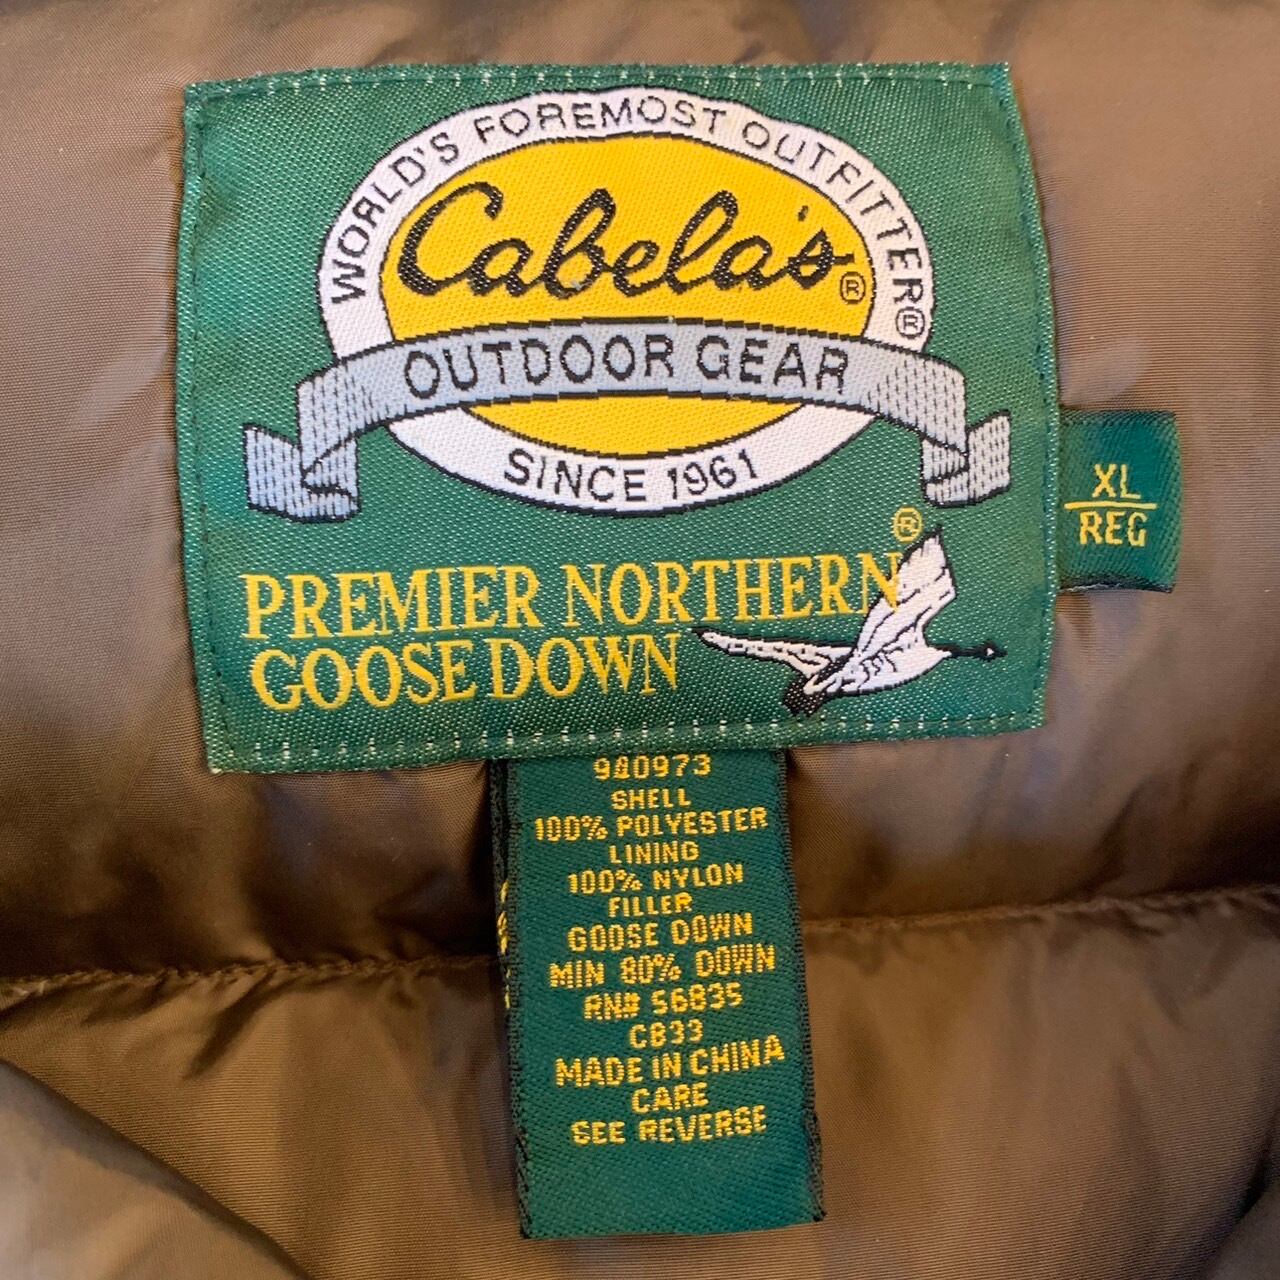 WORLD'S FOREMOST OUTFITTER®
Cabela's®
OUTDOOR GEAR
SINCE 1961
XL
REG
®
PREMIER NORTHERN
GOOSE DOWN
940973
SHELL
100% POLYESTER
LINING
100% NYLON
FILLER
GOOSE DOWN
MIN 80% DOWN
RN# 56835
CB33
MADE IN CHINA
CARE
SEE REVERSE